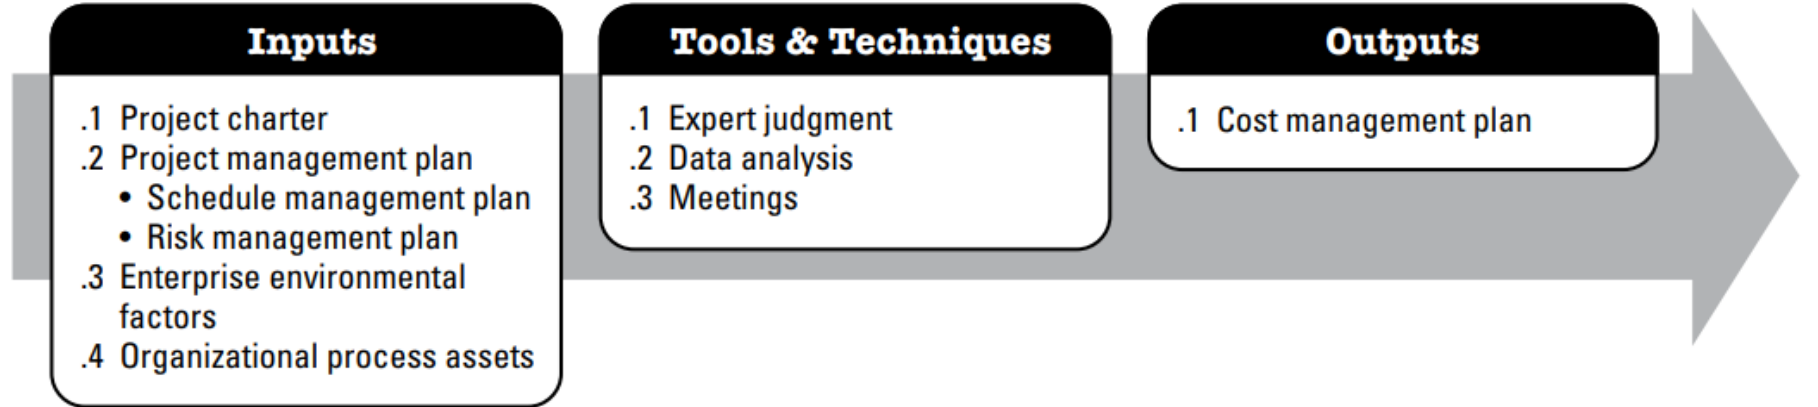 Inputs
.1 Project charter
.2 Project management plan
• Schedule management plan
• Risk management plan
.3 Enterprise environmental
factors
.4 Organizational process assets
Tools & Techniques
.1 Expert judgment
.2 Data analysis
.3 Meetings
Outputs
.1 Cost management plan